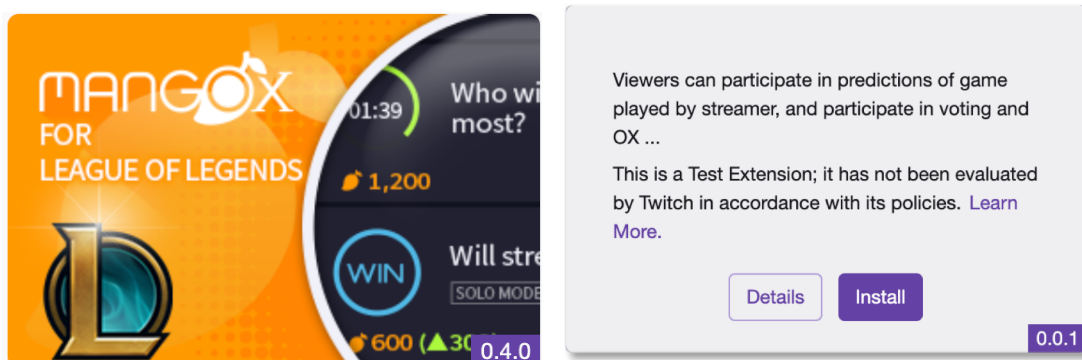 MANGOX
FOR
LEAGUE OF LEGENDS
01:39
Who wi
most?
1,200
WIN
Will stre
SOLO MODE
600 (▲30
0.4.0
Viewers can participate in predictions of game
played by streamer, and participate in voting and
OX ...
This is a Test Extension; it has not been evaluated
by Twitch in accordance with its policies. Learn
More.
Details
Install
0.0.1